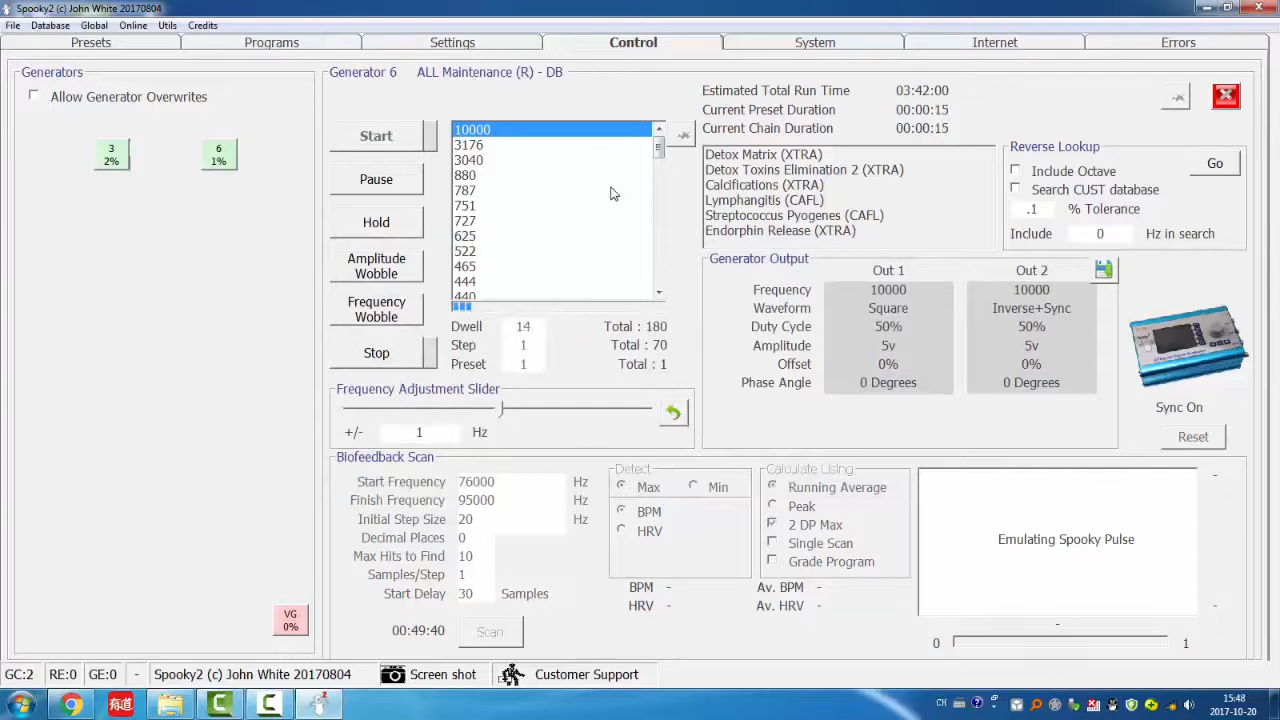 Spooky2 (c) John White 20170804
File Database Global Online Utils Credits
Presets Programs Settings Control System Internet Errors
Generators
Allow Generator Overwrites
3
2%
6
1%
VG
0%
Generator 6 ALL Maintenance (R) - DB
Start
Pause
Hold
Amplitude
Wobble
Frequency
Wobble
Stop
10000
3176
3040
880
787
751
727
625
522
465
444
440
Dwell 14 Total : 180
Step 1 Total : 70
Preset 1 Total : 1
Frequency Adjustment Slider
+/- 1 Hz
Estimated Total Run Time 03:42:00
Current Preset Duration 00:00:15
Current Chain Duration 00:00:15
Detox Matrix (XTRA)
Detox Toxins Elimination 2 (XTRA)
Calcifications (XTRA)
Lymphangitis (CAFL)
Streptococcus Pyogenes (CAFL)
Endorphin Release (XTRA)
Reverse Lookup
Include Octave Go
Search CUST database
.1 % Tolerance
Include 0 Hz in search
Generator Output
Out 1 Out 2
Frequency 10000 10000
Waveform Square Inverse+Sync
Duty Cycle 50% 50%
Amplitude 5v 5v
Offset 0% 0%
Phase Angle 0 Degrees 0 Degrees
Sync On
Reset
Biofeedback Scan
Start Frequency 76000 Hz
Finish Frequency 95000 Hz
Initial Step Size 20 Hz
Decimal Places 0
Max Hits to Find 10
Samples/Step 1
Start Delay 30 Samples
00:49:40 Scan
Detect
Max Min
BPM
HRV
BPM -
HRV -
Calculate Using
Running Average
Peak
2 DP Max
Single Scan
Grade Program
Av. BPM -
Av. HRV -
Emulating Spooky Pulse
-
-
-
0 1
GC:2 RE:0 GE:0 - Spooky2 (c) John White 20170804 Screen shot Customer Support
有道
CH
15:48
2017-10-20